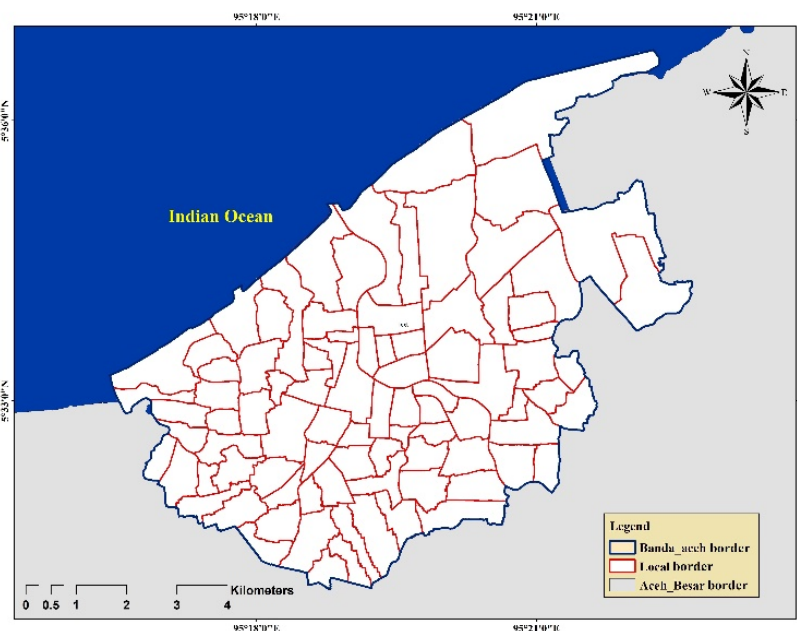 95°18'0"E 95°21'0"E
N
W E
S
5°36'0"N
Indian Ocean
5°33'0"N
Legend
Banda_aceh border
Local border
Aceh_Besar border
Kilometers
0 0.5 1 2 3 4
95°18'0"E 95°21'0"E